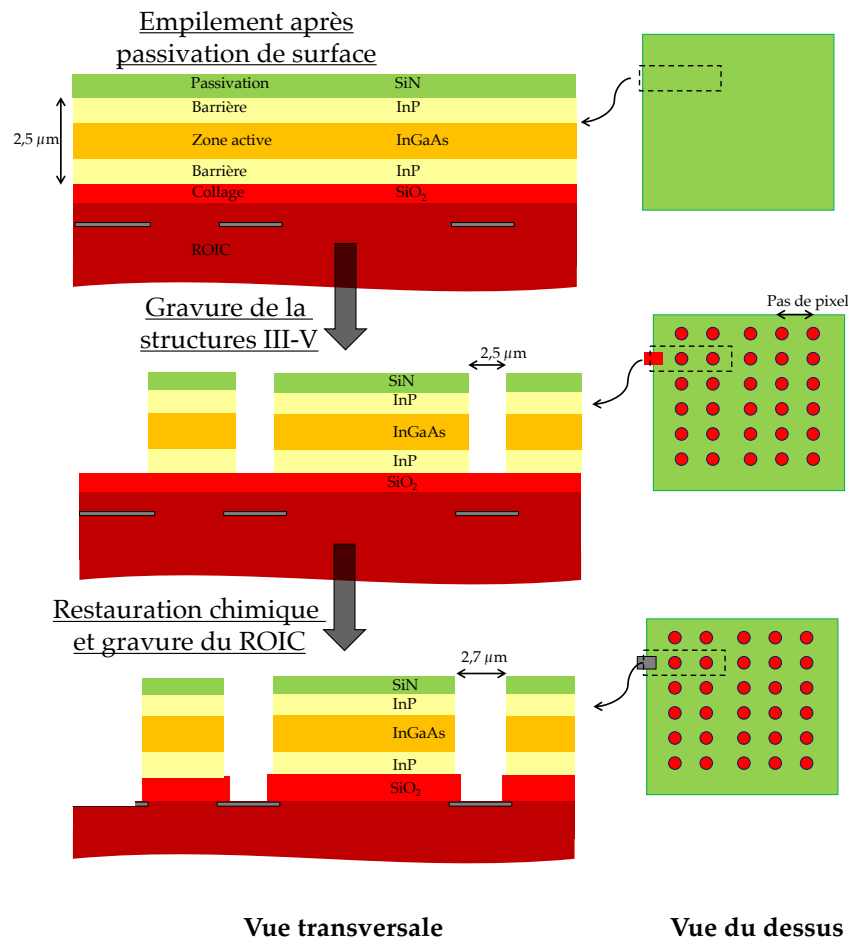 Empilement après
passivation de surface
Passivation SiN
Barrière InP
2,5 µm
Zone active InGaAs
Barrière InP
Collage SiO2
ROIC
Gravure de la
structures III-V
Pas de pixel
2,5 µm
SiN
InP
InGaAs
InP
SiO2
Restauration chimique
et gravure du ROIC
2,7 µm
SiN
InP
InGaAs
InP
SiO2
Vue transversale
Vue du dessus